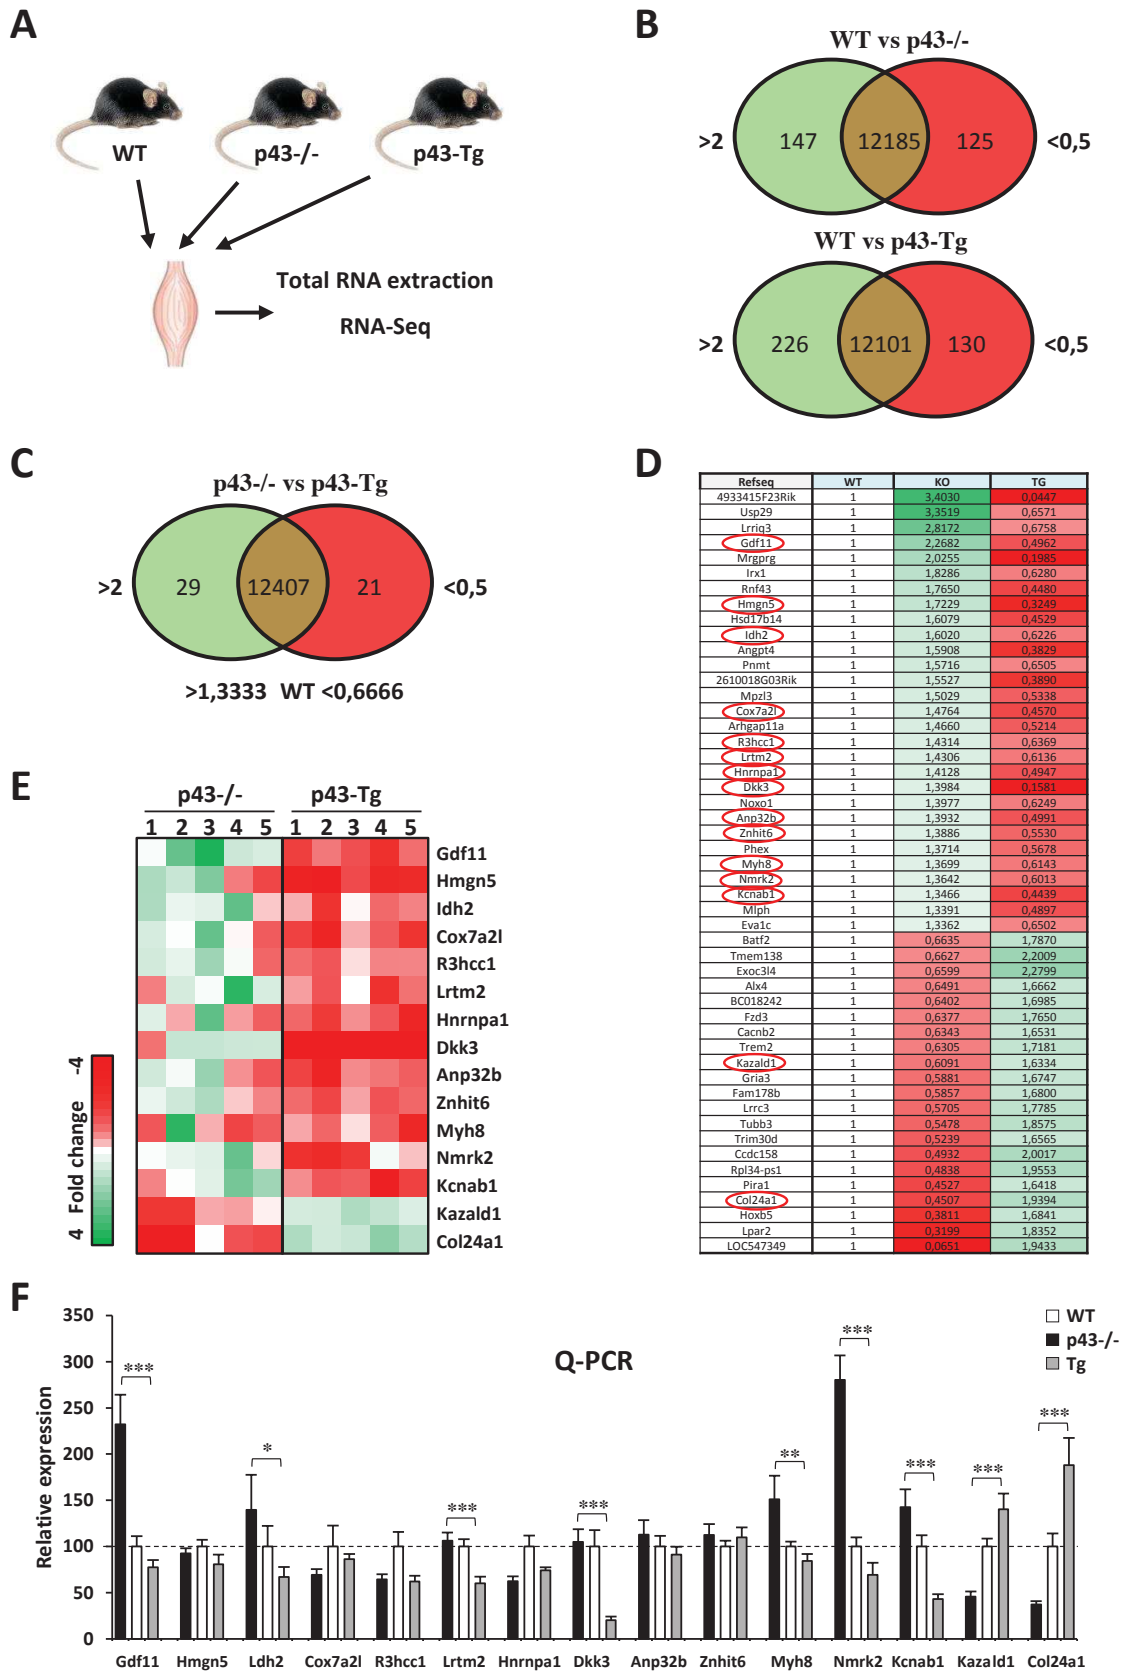 A
WT
p43-/-
p43-Tg
Total RNA extraction
RNA-Seq
B
WT vs p43-/-
>2
147
12185
125
<0,5
WT vs p43-Tg
>2
226
12101
130
<0,5
C
p43-/- vs p43-Tg
>2
29
12407
21
<0,5
>1,3333 WT <0,6666
D
Refseq WT KO TG
4933415F23Rik 1 3,4030 0,0447
Usp29 1 3,3519 0,6571
Lrriq3 1 2,8172 0,6758
Gdf11 1 2,2682 0,4962
Mrgprg 1 2,0255 0,1985
Irx1 1 1,8286 0,6280
Rnf43 1 1,7650 0,4480
Hmgn5 1 1,7229 0,3249
Hsd17b14 1 1,6079 0,4529
Idh2 1 1,6020 0,6226
Angpt4 1 1,5908 0,3829
Pnmt 1 1,5716 0,6505
2610018G03Rik 1 1,5527 0,3890
Mpzl3 1 1,5029 0,5338
Cox7a2l 1 1,4764 0,4570
Arhgap11a 1 1,4660 0,5214
R3hcc1 1 1,4314 0,6369
Lrtm2 1 1,4306 0,6136
Hnrnpa1 1 1,4128 0,4947
Dkk3 1 1,3984 0,1581
Noxo1 1 1,3977 0,6249
Anp32b 1 1,3932 0,4991
Znhit6 1 1,3886 0,5530
Phex 1 1,3714 0,5678
Myh8 1 1,3699 0,6143
Nmrk2 1 1,3642 0,6013
Kcnab1 1 1,3466 0,4439
Mlph 1 1,3391 0,4897
Eva1c 1 1,3362 0,6502
Batf2 1 0,6635 1,7870
Tmem138 1 0,6627 2,2009
Exoc3l4 1 0,6599 2,2799
Alx4 1 0,6491 1,6662
BC018242 1 0,6402 1,6985
Fzd3 1 0,6377 1,7650
Cacnb2 1 0,6343 1,6531
Trem2 1 0,6305 1,7181
Kazald1 1 0,6091 1,6334
Gria3 1 0,5881 1,6747
Fam178b 1 0,5857 1,6800
Lrrc3 1 0,5705 1,7785
Tubb3 1 0,5478 1,8575
Trim30d 1 0,5239 1,6565
Ccdc158 1 0,4932 2,0017
Rpl34-ps1 1 0,4838 1,9553
Pira1 1 0,4527 1,6418
Col24a1 1 0,4507 1,9394
Hoxb5 1 0,3811 1,6841
Lpar2 1 0,3199 1,8352
LOC547349 1 0,0651 1,9433
E
p43-/- p43-Tg
1 2 3 4 5 1 2 3 4 5
Gdf11
Hmgn5
Idh2
Cox7a2l
R3hcc1
Lrtm2
Hnrnpa1
Dkk3
Anp32b
Znhit6
Myh8
Nmrk2
Kcnab1
Kazald1
Col24a1
4 Fold change -4
F
Q-PCR
WT
p43-/-
Tg
Relative expression
350
300
250
200
150
100
50
0
***
*
***
***
**
***
***
***
***
Gdf11 Hmgn5 Ldh2 Cox7a2l R3hcc1 Lrtm2 Hnrnpa1 Dkk3 Anp32b Znhit6 Myh8 Nmrk2 Kcnab1 Kazald1 Col24a1